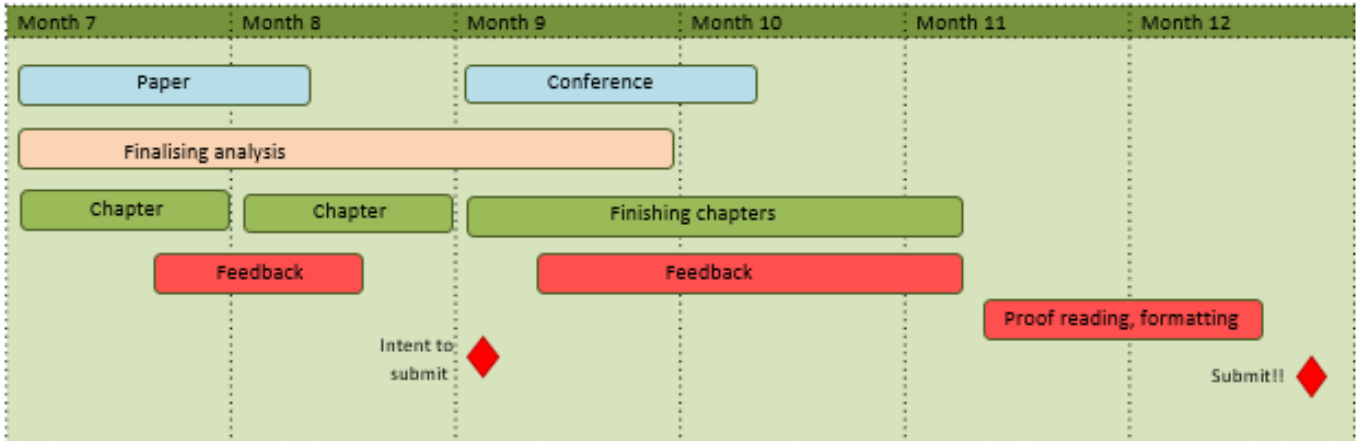 Month 7 Month 8 Month 9 Month 10 Month 11 Month 12
Paper Conference
Finalising analysis
Chapter Chapter Finishing chapters
Feedback Feedback
Proof reading, formatting
Intent to
submit
Submit!!